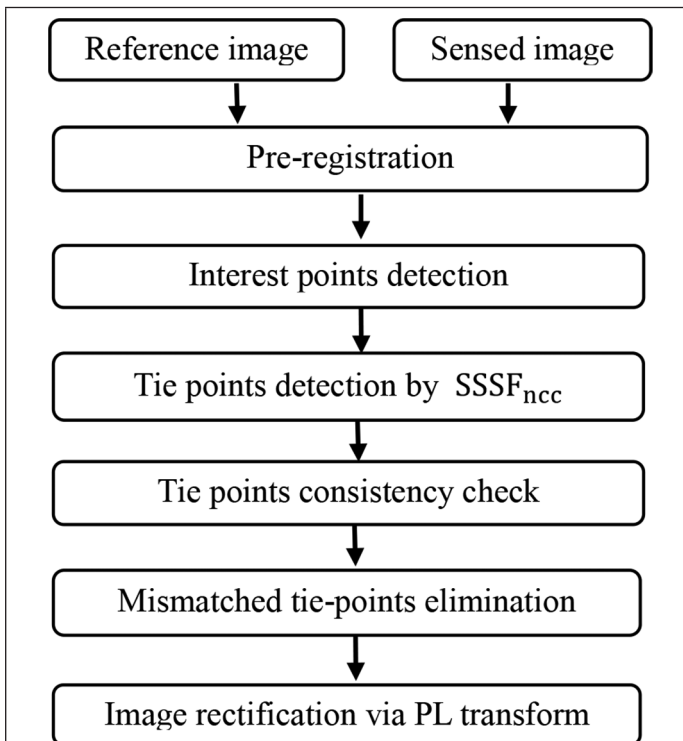 Reference image
Sensed image
Pre-registration
Interest points detection
Tie points detection by SSSFncc
Tie points consistency check
Mismatched tie-points elimination
Image rectification via PL transform